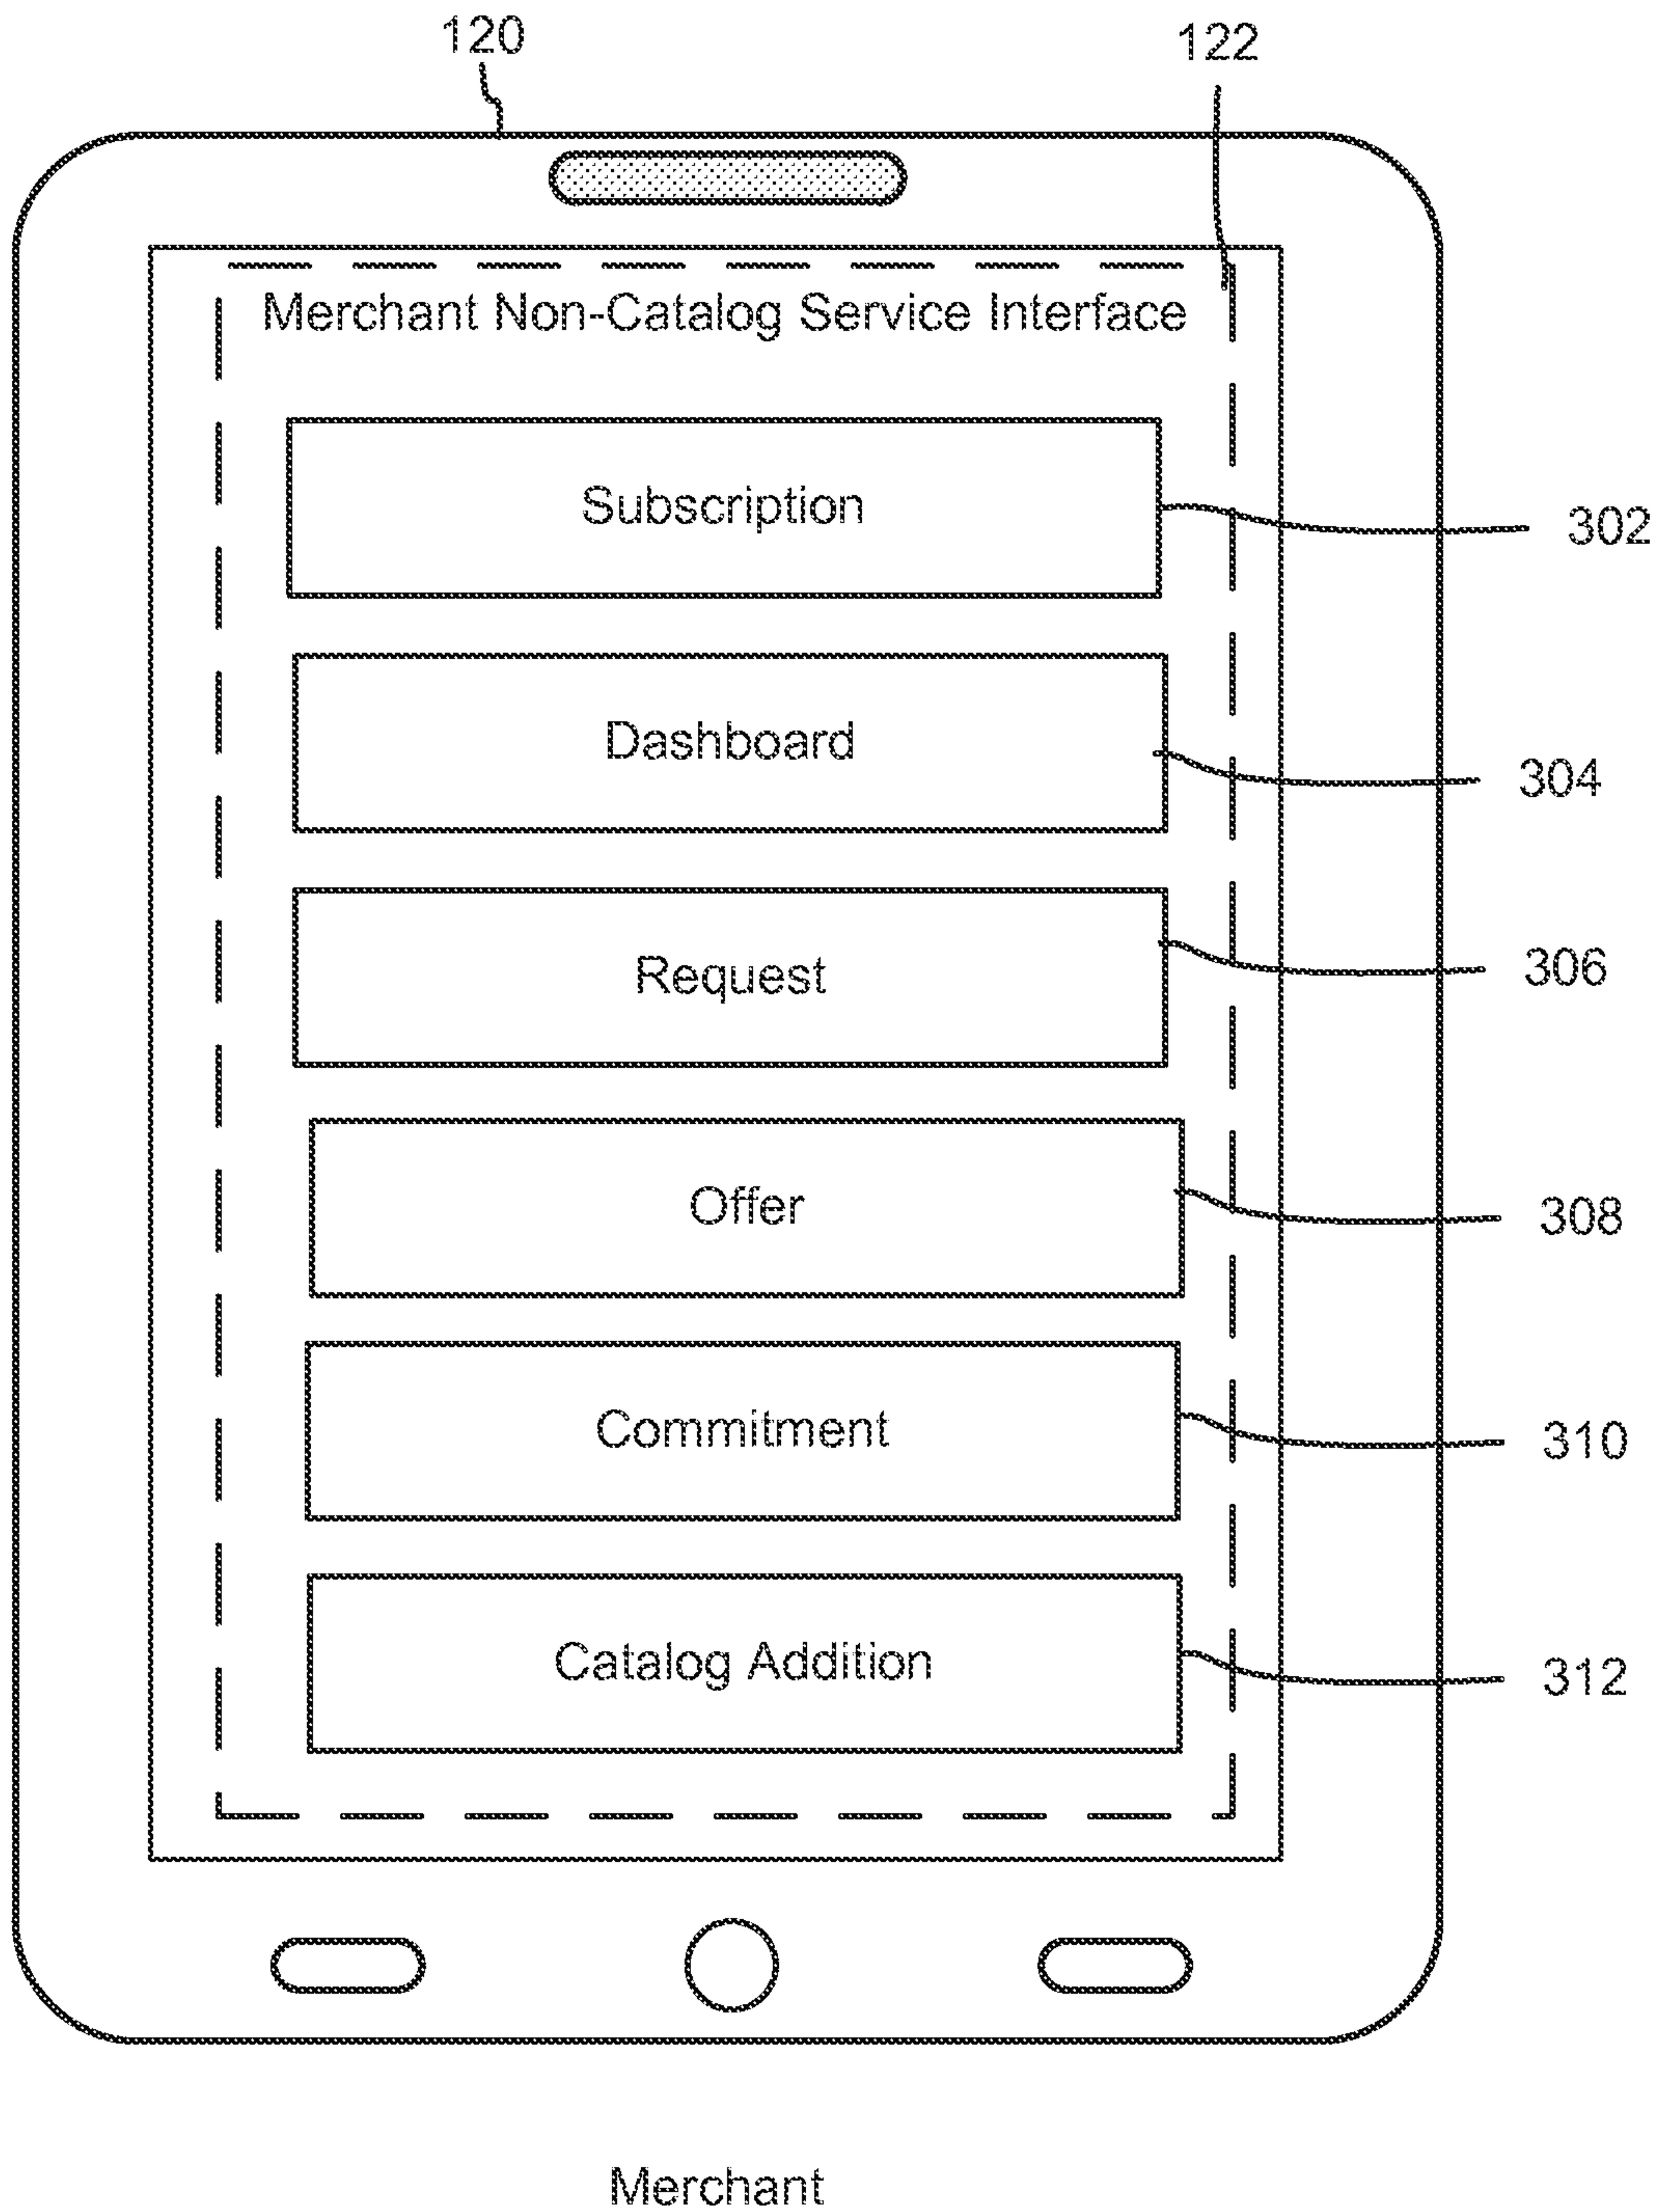 120
122
Merchant Non-Catalog Service Interface
Subscription
302
Dashboard
304
Request
306
Offer
308
Commitment
310
Catalog Addition
312
Merchant